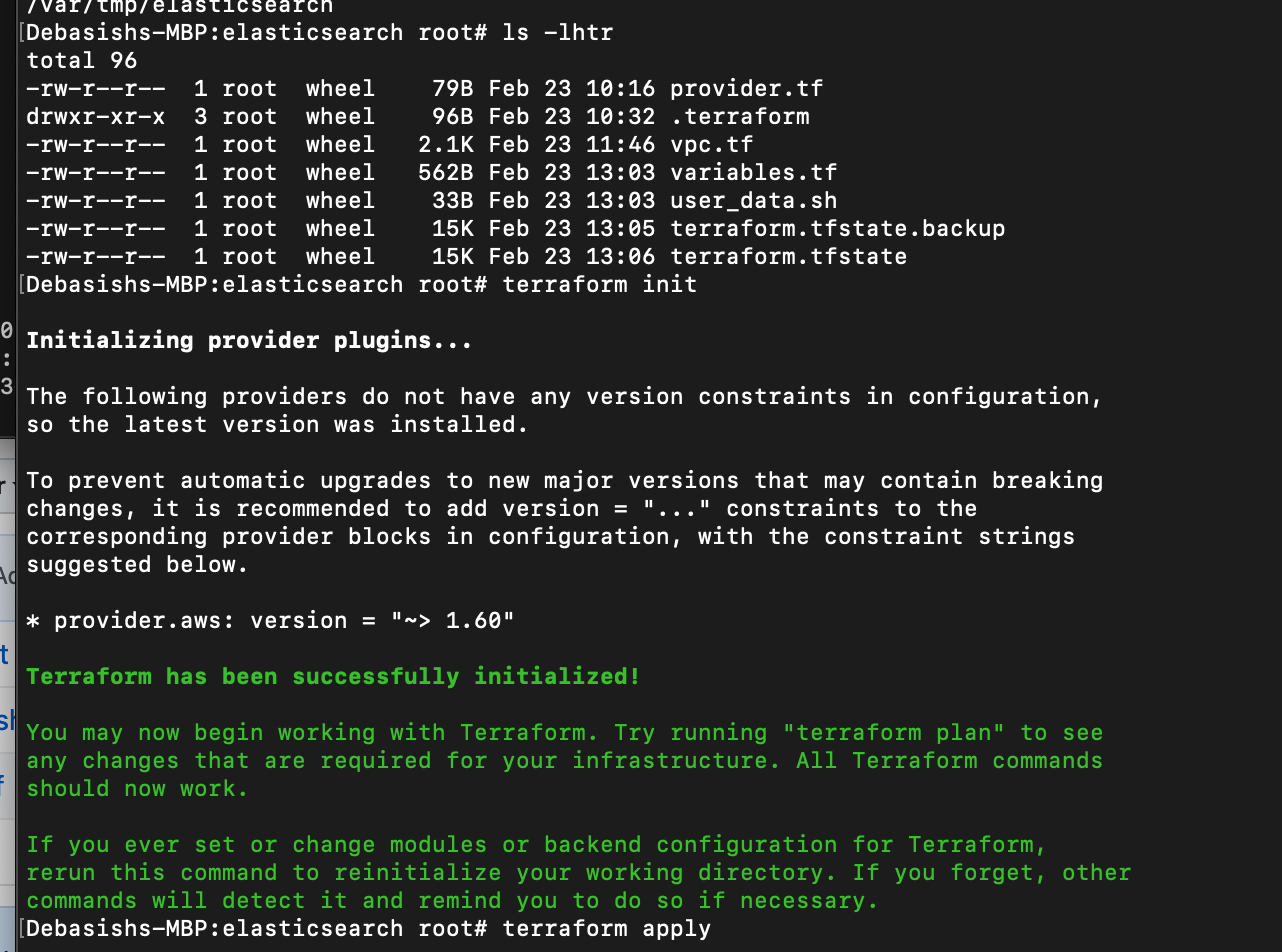 /var/tmp/elasticsearch
[Debasishs-MBP:elasticsearch root# ls -lhtr
total 96
-rw-r--r--  1 root  wheel    79B Feb 23 10:16 provider.tf
drwxr-xr-x  3 root  wheel    96B Feb 23 10:32 .terraform
-rw-r--r--  1 root  wheel   2.1K Feb 23 11:46 vpc.tf
-rw-r--r--  1 root  wheel   562B Feb 23 13:03 variables.tf
-rw-r--r--  1 root  wheel    33B Feb 23 13:03 user_data.sh
-rw-r--r--  1 root  wheel    15K Feb 23 13:05 terraform.tfstate.backup
-rw-r--r--  1 root  wheel    15K Feb 23 13:06 terraform.tfstate
[Debasishs-MBP:elasticsearch root# terraform init
Initializing provider plugins...
The following providers do not have any version constraints in configuration,
so the latest version was installed.
To prevent automatic upgrades to new major versions that may contain breaking
changes, it is recommended to add version = "..." constraints to the
corresponding provider blocks in configuration, with the constraint strings
suggested below.
* provider.aws: version = "~> 1.60"
Terraform has been successfully initialized!
You may now begin working with Terraform. Try running "terraform plan" to see
any changes that are required for your infrastructure. All Terraform commands
should now work.
If you ever set or change modules or backend configuration for Terraform,
rerun this command to reinitialize your working directory. If you forget, other
commands will detect it and remind you to do so if necessary.
[Debasishs-MBP:elasticsearch root# terraform apply